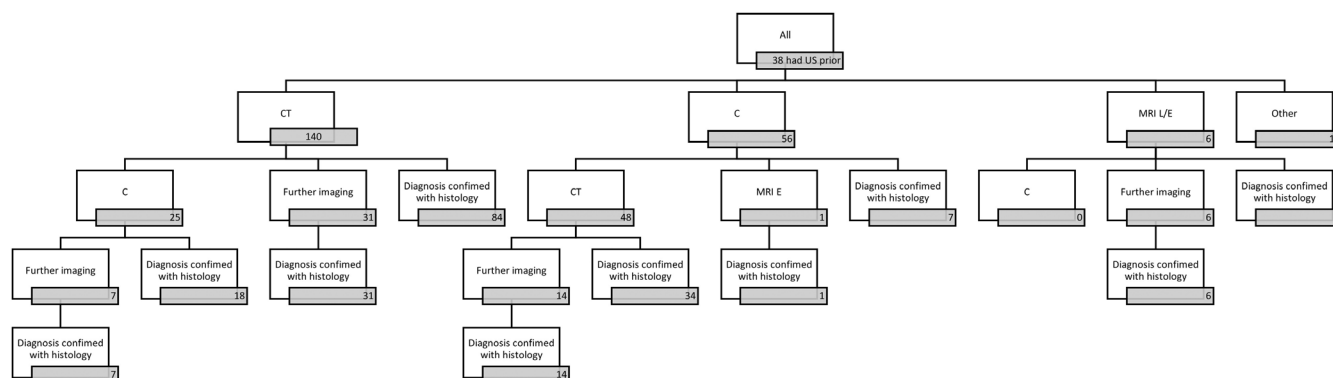 All
38 had US prior
CT
140
C
56
MRI L/E
6
Other
1
C
25
Further imaging
31
Diagnosis confimed
with histology
84
CT
48
MRI E
1
Diagnosis confimed
with histology
7
C
0
Further imaging
6
Diagnosis confimed
with histology
Further imaging
7
Diagnosis confimed
with histology
18
Diagnosis confimed
with histology
31
Further imaging
14
Diagnosis confimed
with histology
34
Diagnosis confimed
with histology
1
Diagnosis confimed
with histology
6
Diagnosis confimed
with histology
7
Diagnosis confimed
with histology
14